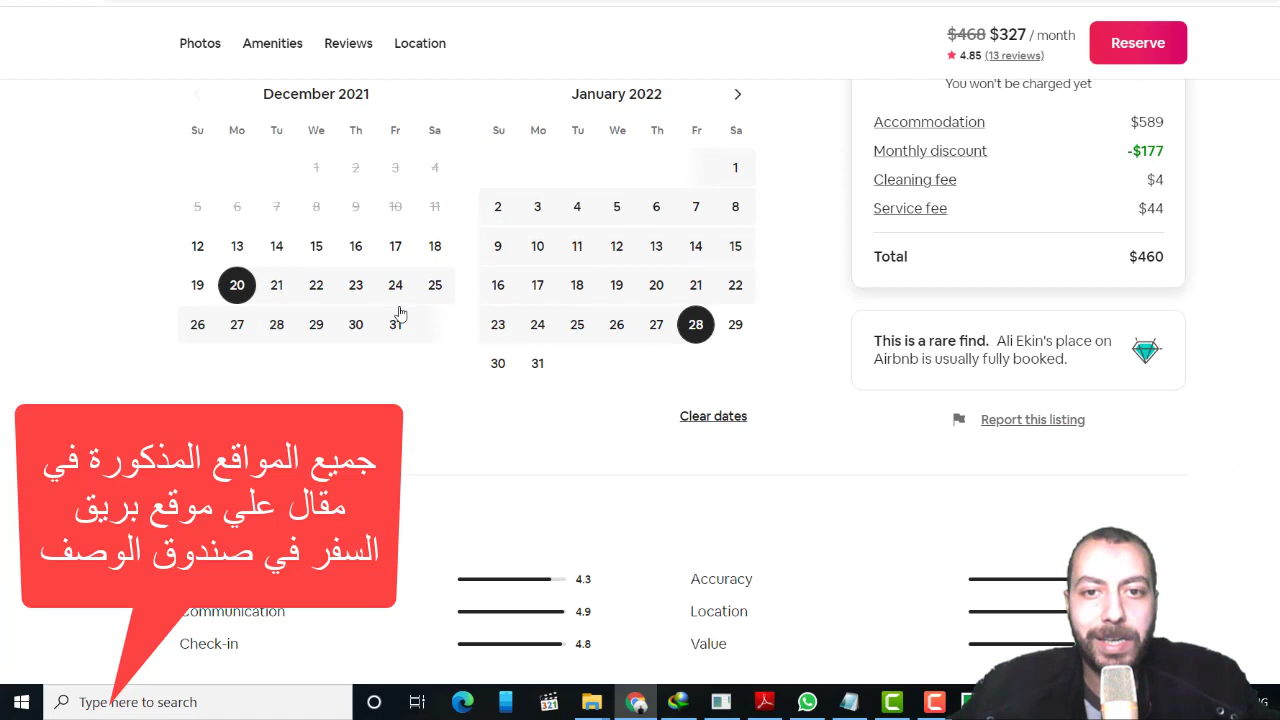 Photos Amenities Reviews Location
$468 $327 / month
4.85 (13 reviews)
Reserve
You won't be charged yet
December 2021
January 2022
Su Mo Tu We Th Fr Sa
Su Mo Tu We Th Fr Sa
1 2 3 4
1
5 6 7 8 9 10 11
2 3 4 5 6 7 8
12 13 14 15 16 17 18
9 10 11 12 13 14 15
19 20 21 22 23 24 25
16 17 18 19 20 21 22
26 27 28 29 30 31
23 24 25 26 27 28 29
30 31
Clear dates
Accommodation $589
Monthly discount -$177
Cleaning fee $4
Service fee $44
Total $460
This is a rare find. Ali Ekin's place on
Airbnb is usually fully booked.
Report this listing
جميع المواقع المذكورة في
مقال علي موقع بريق
السفر في صندوق الوصف
4.3
Accuracy
Communication 4.9
Location
Check-in 4.8
Value
Type here to search